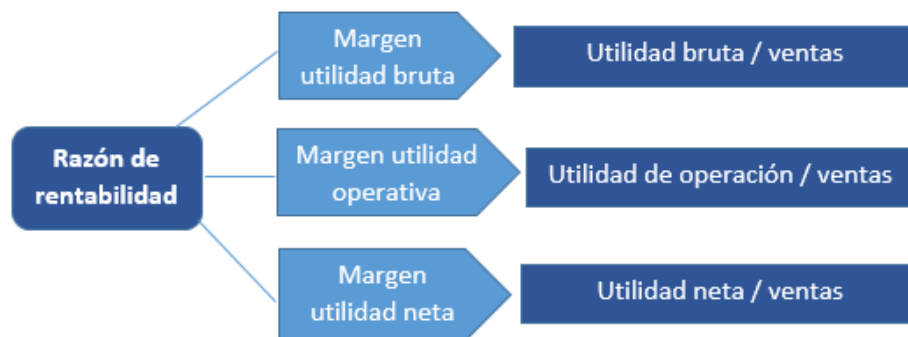 Razón de
rentabilidad
Margen
utilidad bruta
Utilidad bruta / ventas
Margen utilidad
operativa
Utilidad de operación / ventas
Margen
utilidad neta
Utilidad neta / ventas